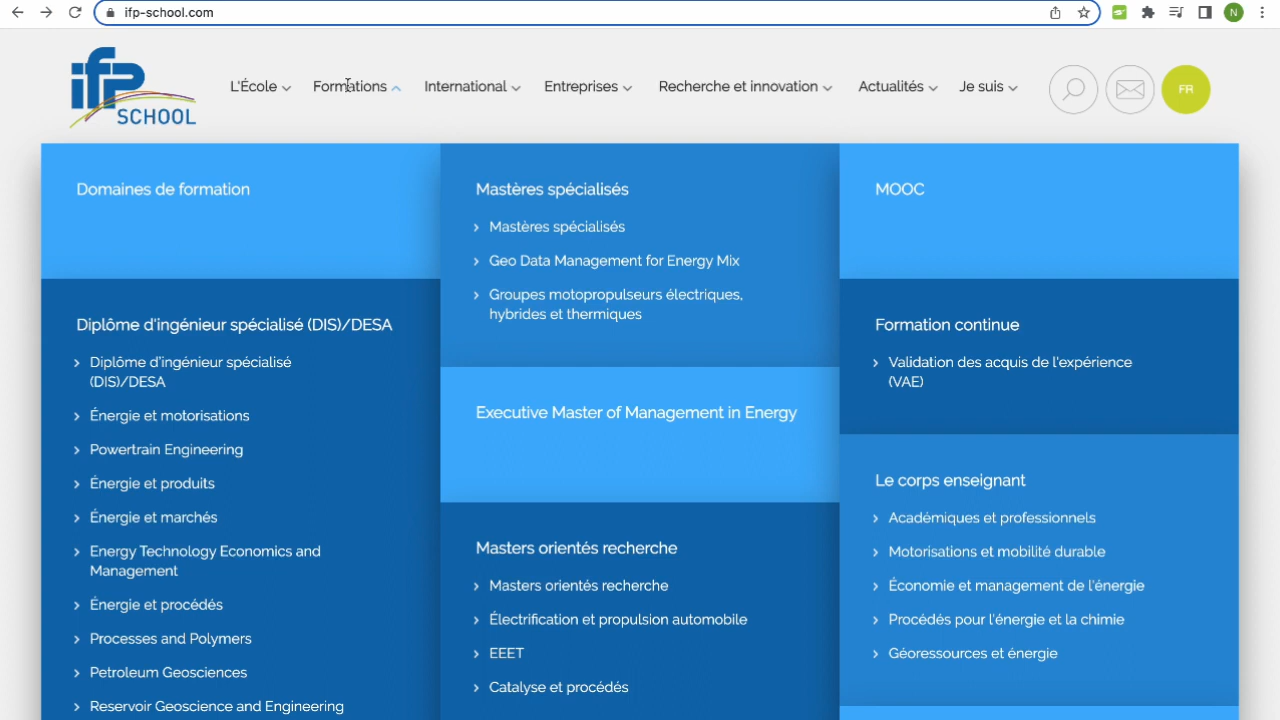 ifp-school.com
N
ifp
SCHOOL
L'École
Formations
International
Entreprises
Recherche et innovation
Actualités
Je suis
FR
Domaines de formation
Diplôme d'ingénieur spécialisé (DIS)/DESA
Diplôme d'ingénieur spécialisé
(DIS)/DESA
Énergie et motorisations
Powertrain Engineering
Énergie et produits
Énergie et marchés
Energy Technology Economics and
Management
Énergie et procédés
Processes and Polymers
Petroleum Geosciences
Reservoir Geoscience and Engineering
Mastères spécialisés
Mastères spécialisés
Geo Data Management for Energy Mix
Groupes motopropulseurs électriques,
hybrides et thermiques
Executive Master of Management in Energy
Masters orientés recherche
Masters orientés recherche
Électrification et propulsion automobile
EEET
Catalyse et procédés
MOOC
Formation continue
Validation des acquis de l'expérience
(VAE)
Le corps enseignant
Académiques et professionnels
Motorisations et mobilité durable
Économie et management de l'énergie
Procédés pour l'énergie et la chimie
Géoressources et énergie